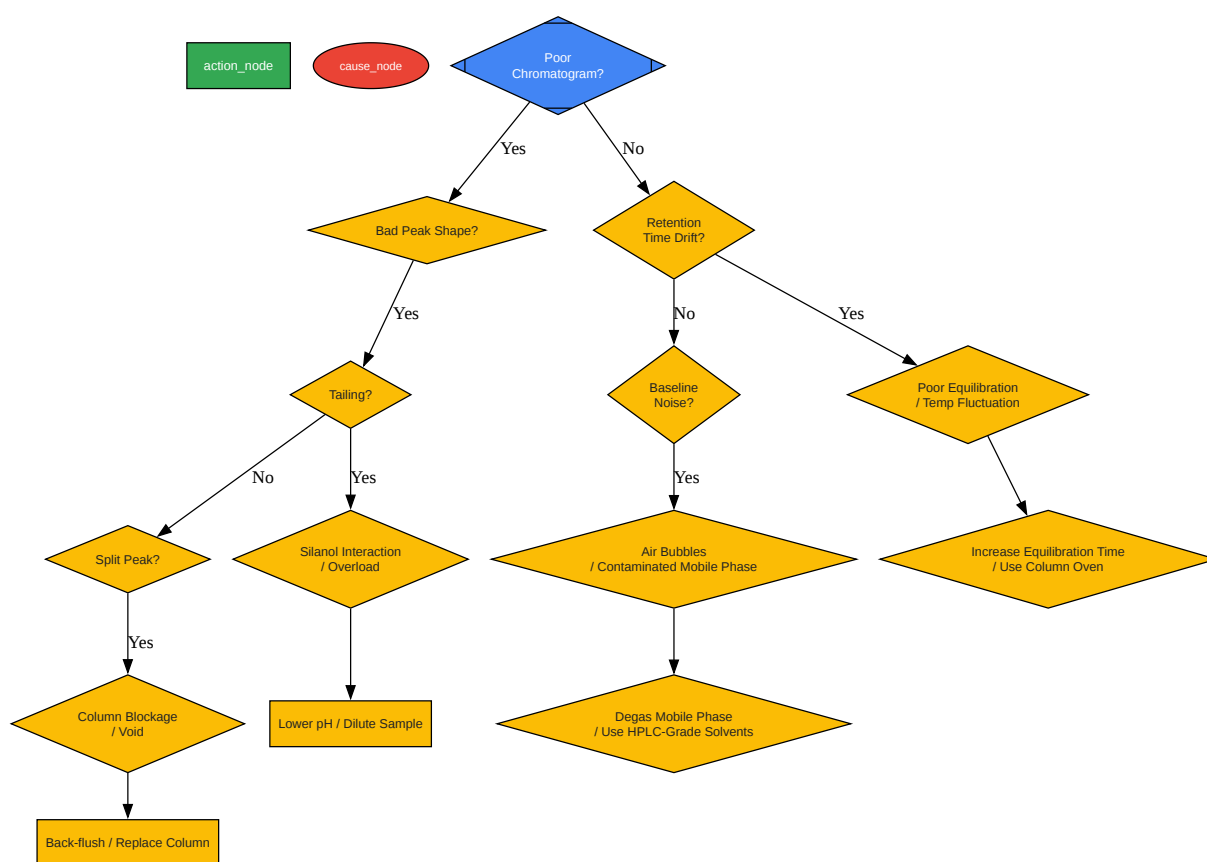 action_node
cause_node
Poor
Chromatogram?
Yes
No
Bad Peak Shape?
Retention
Time Drift?
Yes
No
Yes
Tailing?
Baseline
Noise?
Poor Equilibration
/ Temp Fluctuation
No
Yes
Yes
Split Peak?
Silanol Interaction
/ Overload
Air Bubbles
/ Contaminated Mobile Phase
Increase Equilibration Time
/ Use Column Oven
Yes
Column Blockage
/ Void
Lower pH / Dilute Sample
Degas Mobile Phase
/ Use HPLC-Grade Solvents
Back-flush / Replace Column